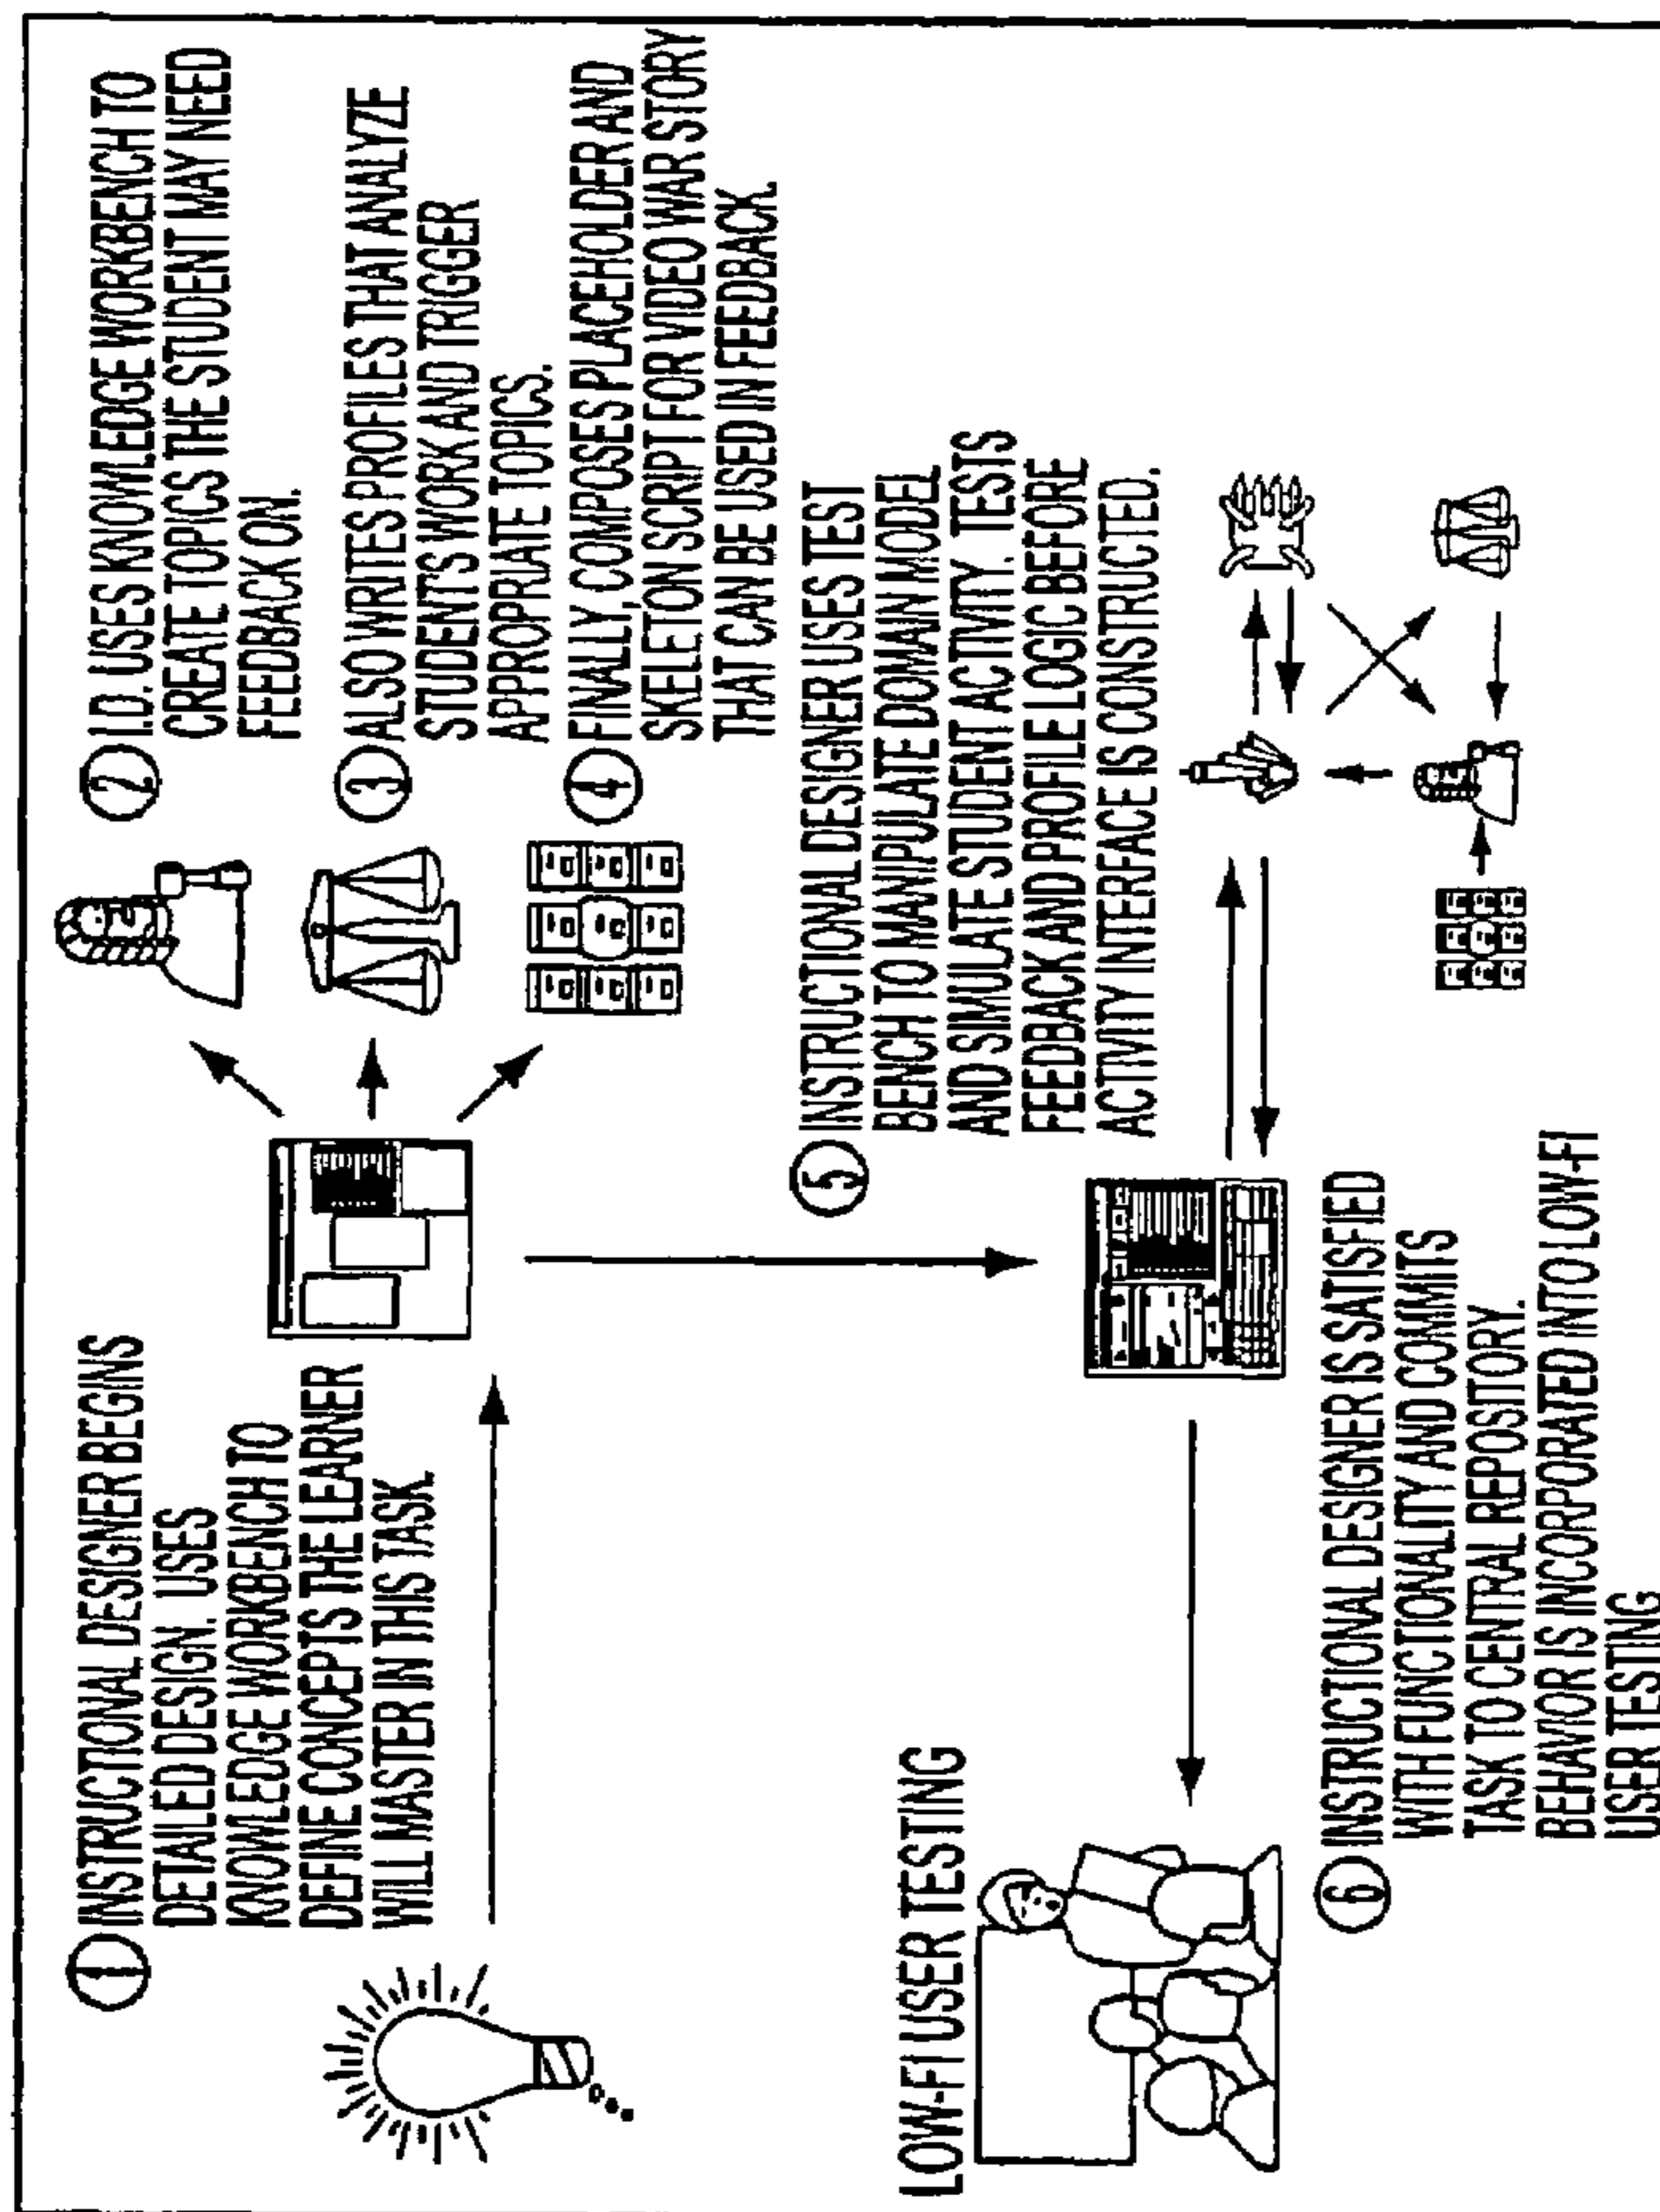 ① INSTRUCTIONAL DESIGNER BEGINS
DETAILED DESIGN. USES
KNOWLEDGE WORKBENCH TO
DEFINE CONCEPTS THE LEARNER
WILL MASTER IN THIS TASK.
② I.D. USES KNOWLEDGE WORKBENCH TO
CREATE TOPICS THE STUDENT MAY NEED
FEEDBACK ON.
③ ALSO WRITES PROFILES THAT ANALYZE
STUDENTS WORK AND TRIGGER
APPROPRIATE TOPICS.
④ FINALLY, COMPOSES PLACEHOLDER AND
SKELETON SCRIPT FOR VIDEO WAR STORY
THAT CAN BE USED IN FEEDBACK.
⑤ INSTRUCTIONAL DESIGNER USES TEST
BENCH TO MANIPULATE DOMAIN MODEL
AND SIMULATE STUDENT ACTIVITY. TESTS
FEEDBACK AND PROFILE LOGIC BEFORE
ACTIVITY INTERFACE IS CONSTRUCTED.
LOW-FI USER TESTING
⑥ INSTRUCTIONAL DESIGNER IS SATISFIED
WITH FUNCTIONALITY AND COMMITS
TASK TO CENTRAL REPOSITORY.
BEHAVIOR IS INCORPORATED INTO LOW-FI
USER TESTING